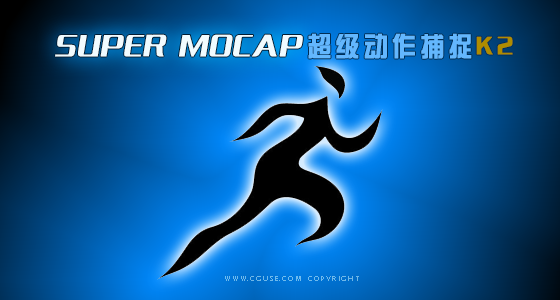 SUPER MOCAP超级动作捕捉K2
WWW.CGUSE.COM COPYRIGHT